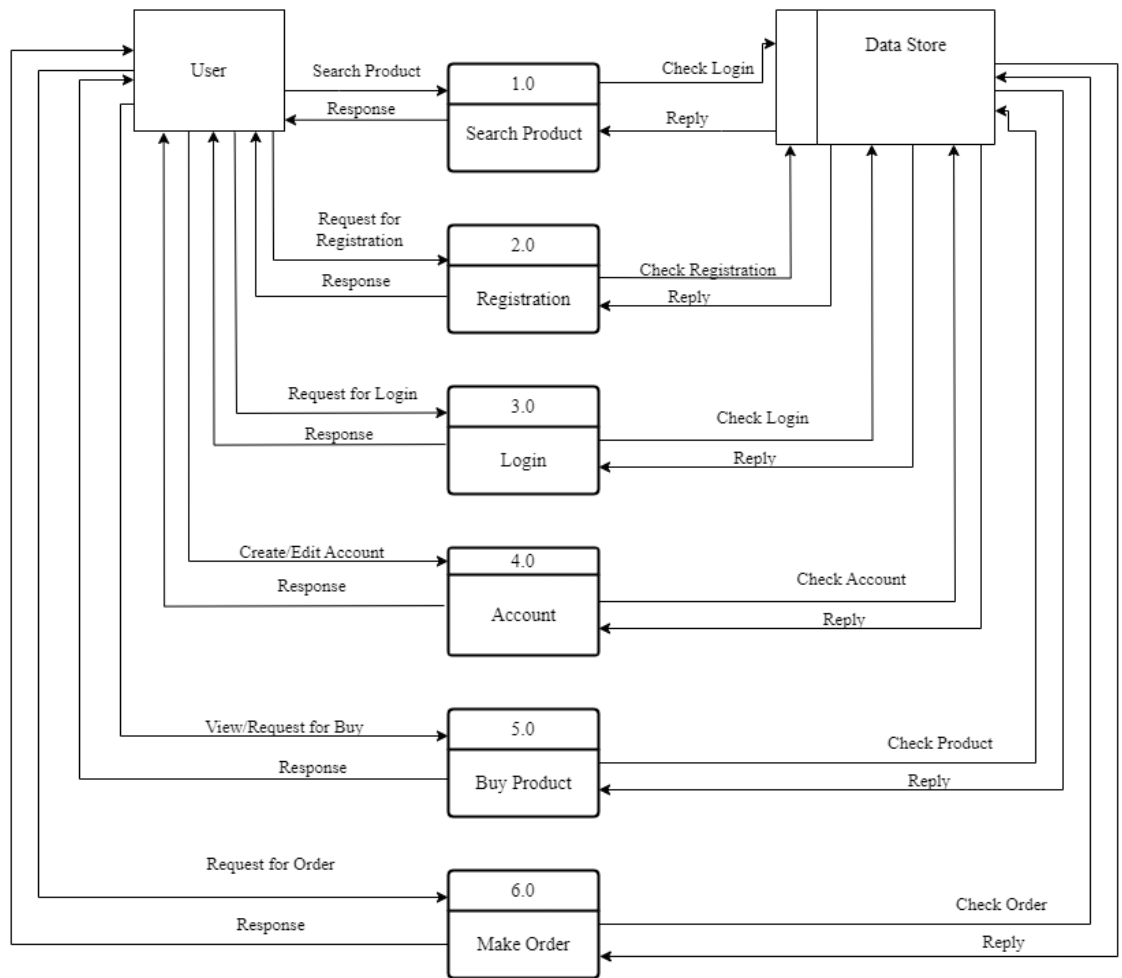 User
Data Store
Search Product
1.0
Check Login
Response
Search Product
Reply
Request for
Registration
2.0
Check Registration
Response
Registration
Reply
Request for Login
3.0
Check Login
Response
Login
Reply
Create/Edit Account
4.0
Check Account
Response
Account
Reply
View/Request for Buy
5.0
Check Product
Response
Buy Product
Reply
Request for Order
6.0
Check Order
Response
Make Order
Reply